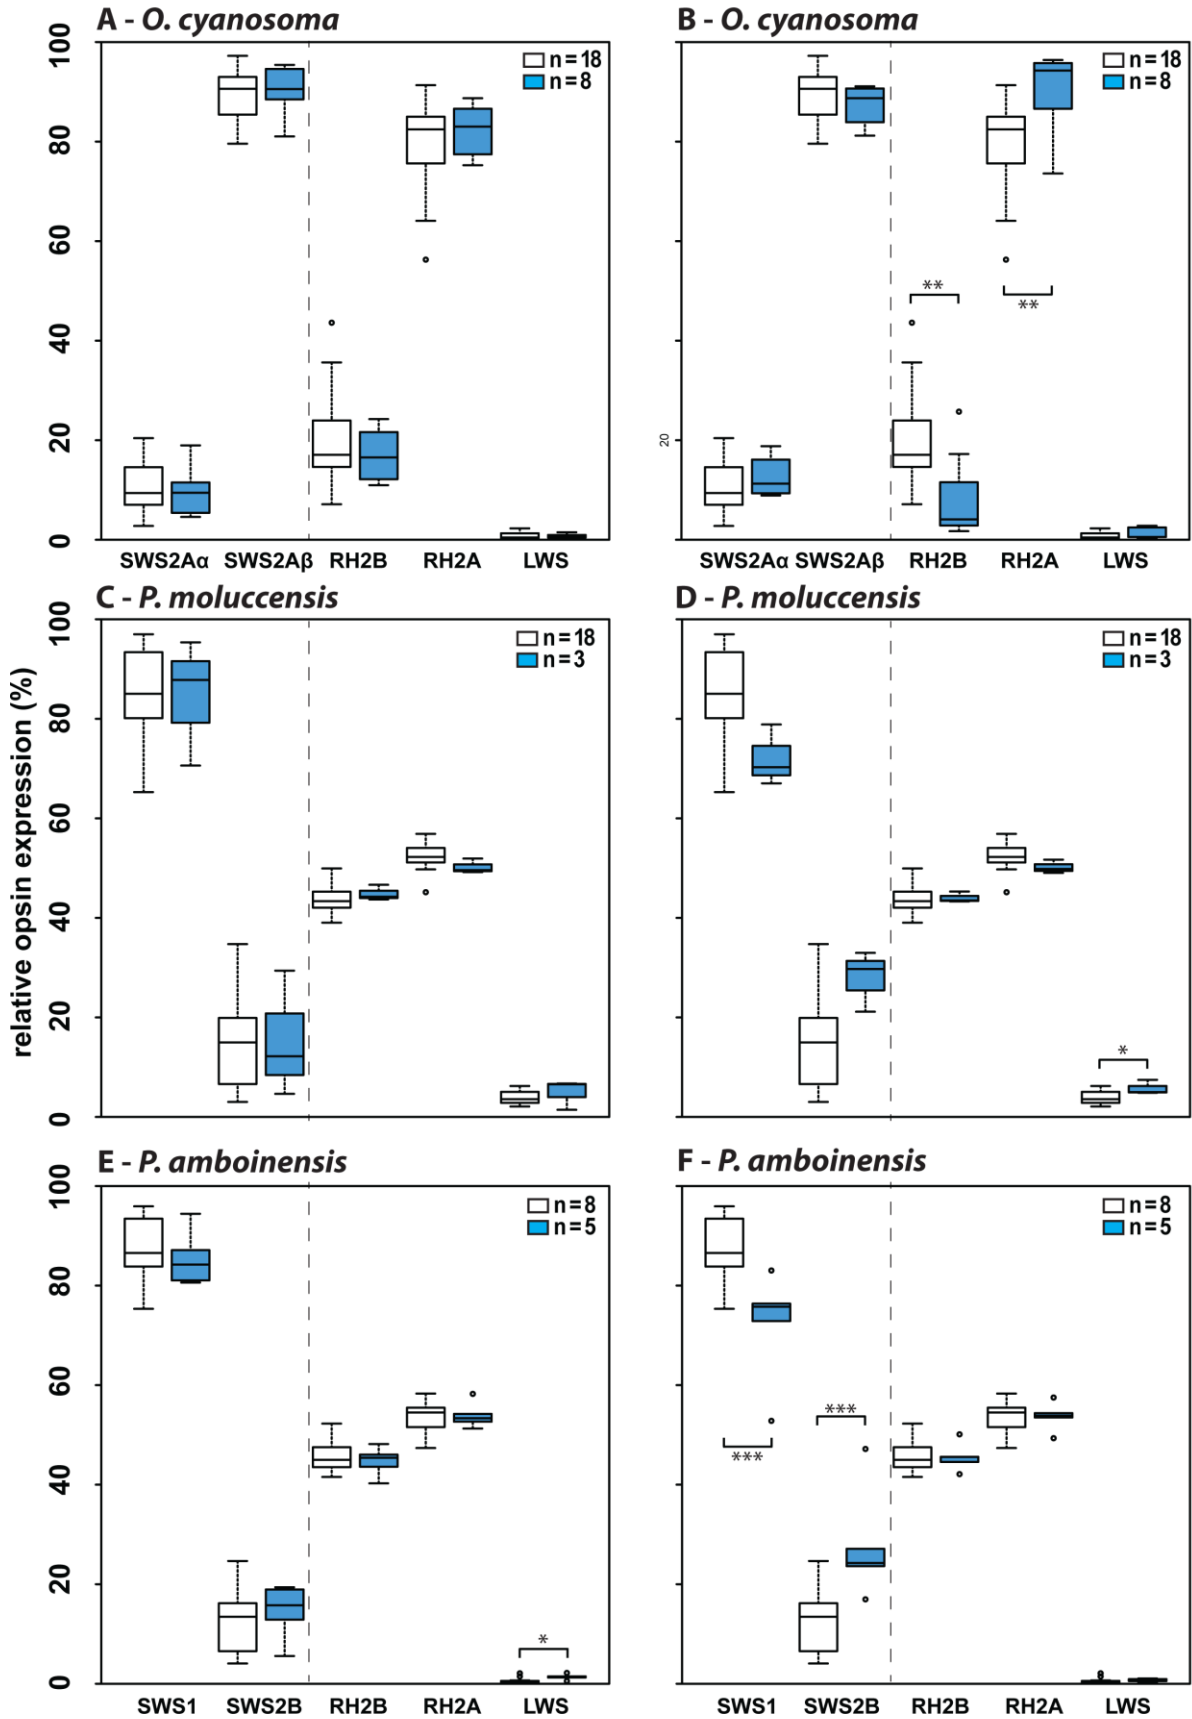 A - O. cyanosoma
B - O. cyanosoma
100
80
60
40
20
0
n=18
n=8
SWS2Aα SWS2Aβ RH2B RH2A LWS
20
n=18
n=8
**
**
SWS2Aα SWS2Aβ RH2B RH2A LWS
relative opsin expression (%)
C - P. moluccensis
D - P. moluccensis
100
80
60
40
20
0
n=18
n=3
n=18
n=3
*
E - P. amboinensis
F - P. amboinensis
100
80
60
40
20
0
n=8
n=5
*
SWS1 SWS2B RH2B RH2A LWS
n=8
n=5
***
***
SWS1 SWS2B RH2B RH2A LWS